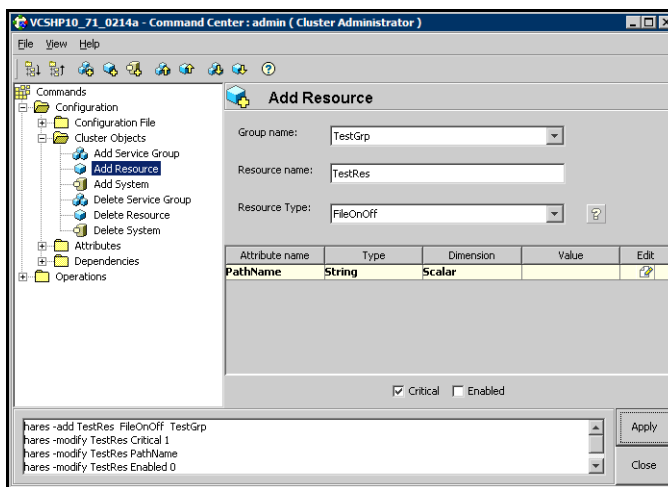 VCSHP10_71_0214a - Command Center : admin ( Cluster Administrator )
File View Help
Commands
Configuration
Configuration File
Cluster Objects
Add Service Group
Add Resource
Add System
Delete Service Group
Delete Resource
Delete System
Attributes
Dependencies
Operations
Add Resource
Group name: TestGrp
Resource name: TestRes
Resource Type: FileOnOff
Attribute name Type Dimension Value Edit
PathName String Scalar
Critical Enabled
hares -add TestRes FileOnOff TestGrp
hares -modify TestRes Critical 1
hares -modify TestRes PathName
hares -modify TestRes Enabled 0
Apply
Close